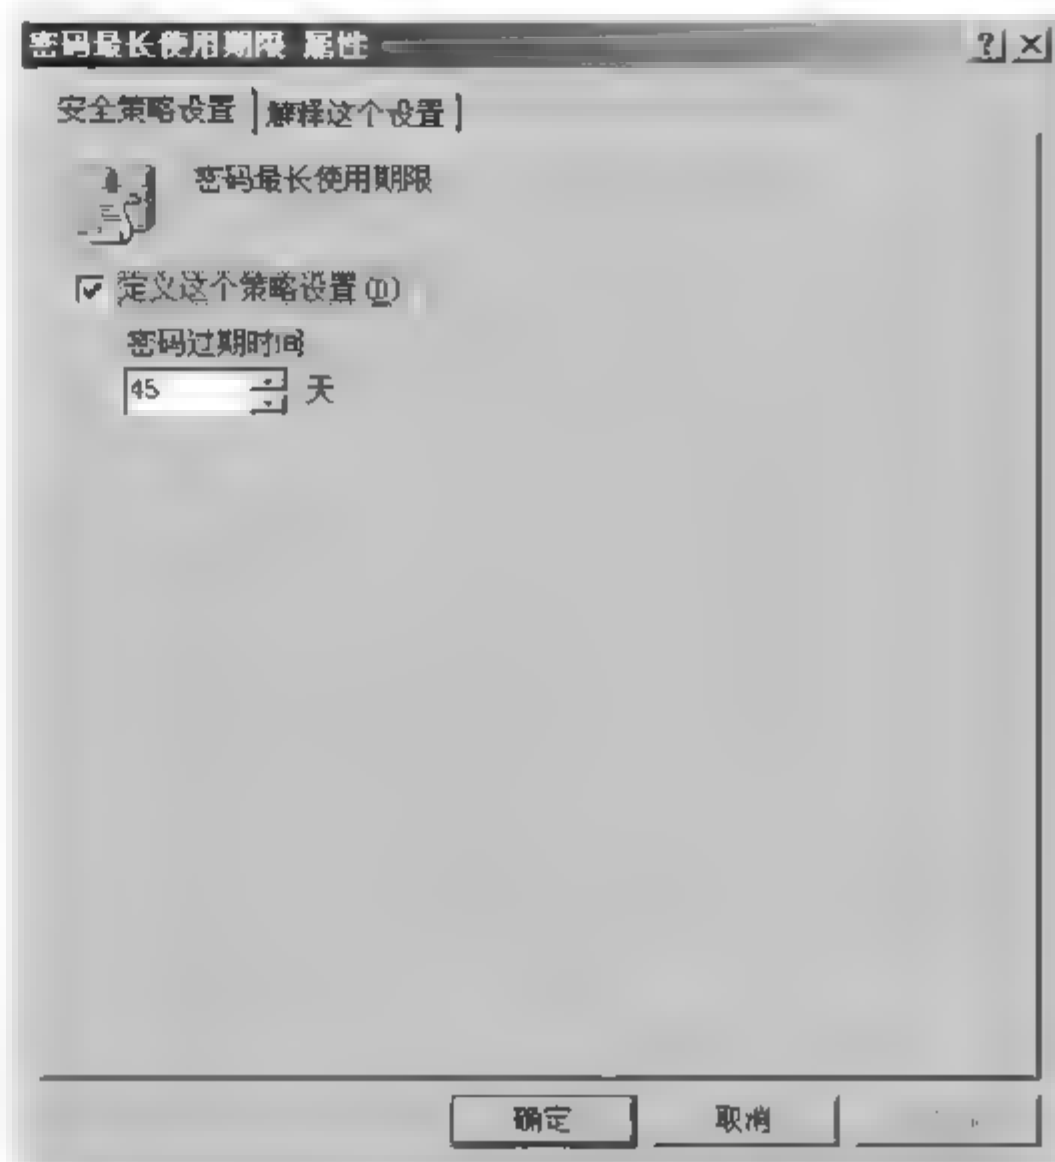 密码最长使用期限 属性
安全策略设置 解释这个设置
密码最长使用期限
定义这个策略设置(D)
密码过期时间
45 天
确定 取消